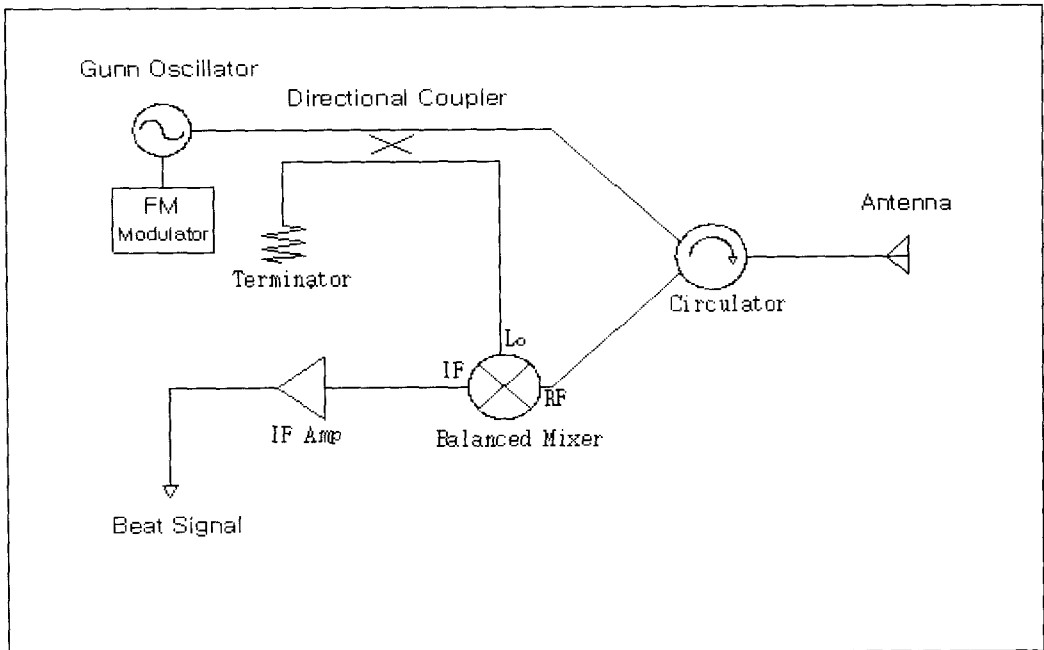 Gunn Oscillator
Directional Coupler
FM
Modulator
Antenna
Terminator
Circulator
Lo
IF
RF
IF Amp
Balanced Mixer
Beat Signal